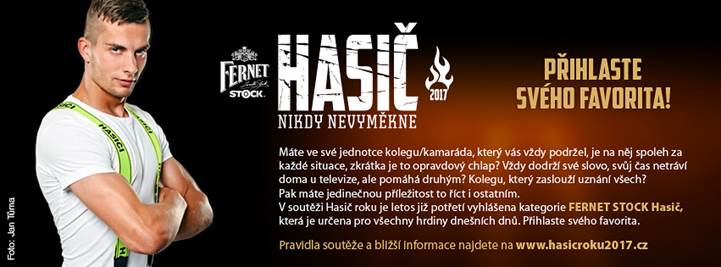 FERNET
STOCK.
HASIČ
2017
NIKDY NEVYMĚKNE
PŘIHLASTE
SVÉHO FAVORITA!
HASIČI
HASIČI
Máte ve své jednotce kolegu/kamaráda, který vás vždy podržel, je na něj spoleh za
každé situace, zkrátka je to opravdový chlap? Vždy dodrží své slovo, svůj čas netráví
doma u televize, ale pomáhá druhým? Kolegu, který zaslouží uznání všech?
Pak máte jedinečnou příležitost to říct i ostatním.
V soutěži Hasič roku je letos již potřetí vyhlášena kategorie FERNET STOCK Hasič,
která je určena pro všechny hrdiny dnešních dnů. Přihlaste svého favorita.
Pravidla soutěže a bližší informace najdete na www.hasicroku2017.cz
Foto: Jan Tůma